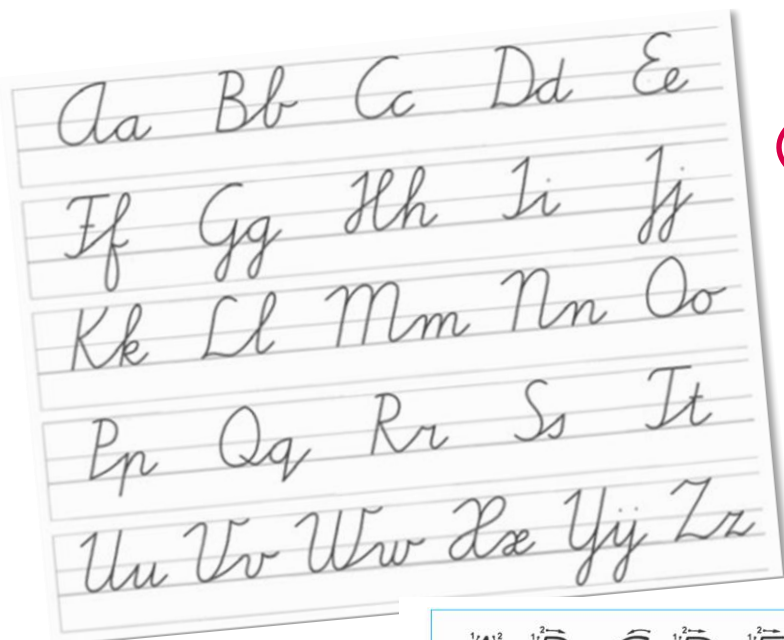 Aa Bb Cc Dd Ee
Ff Gg Hh Ii Jj
Kk Ll Mm Nn Oo
Pp Qq Rr Ss Tt
Uu Vv Ww Xx Yÿ Zz